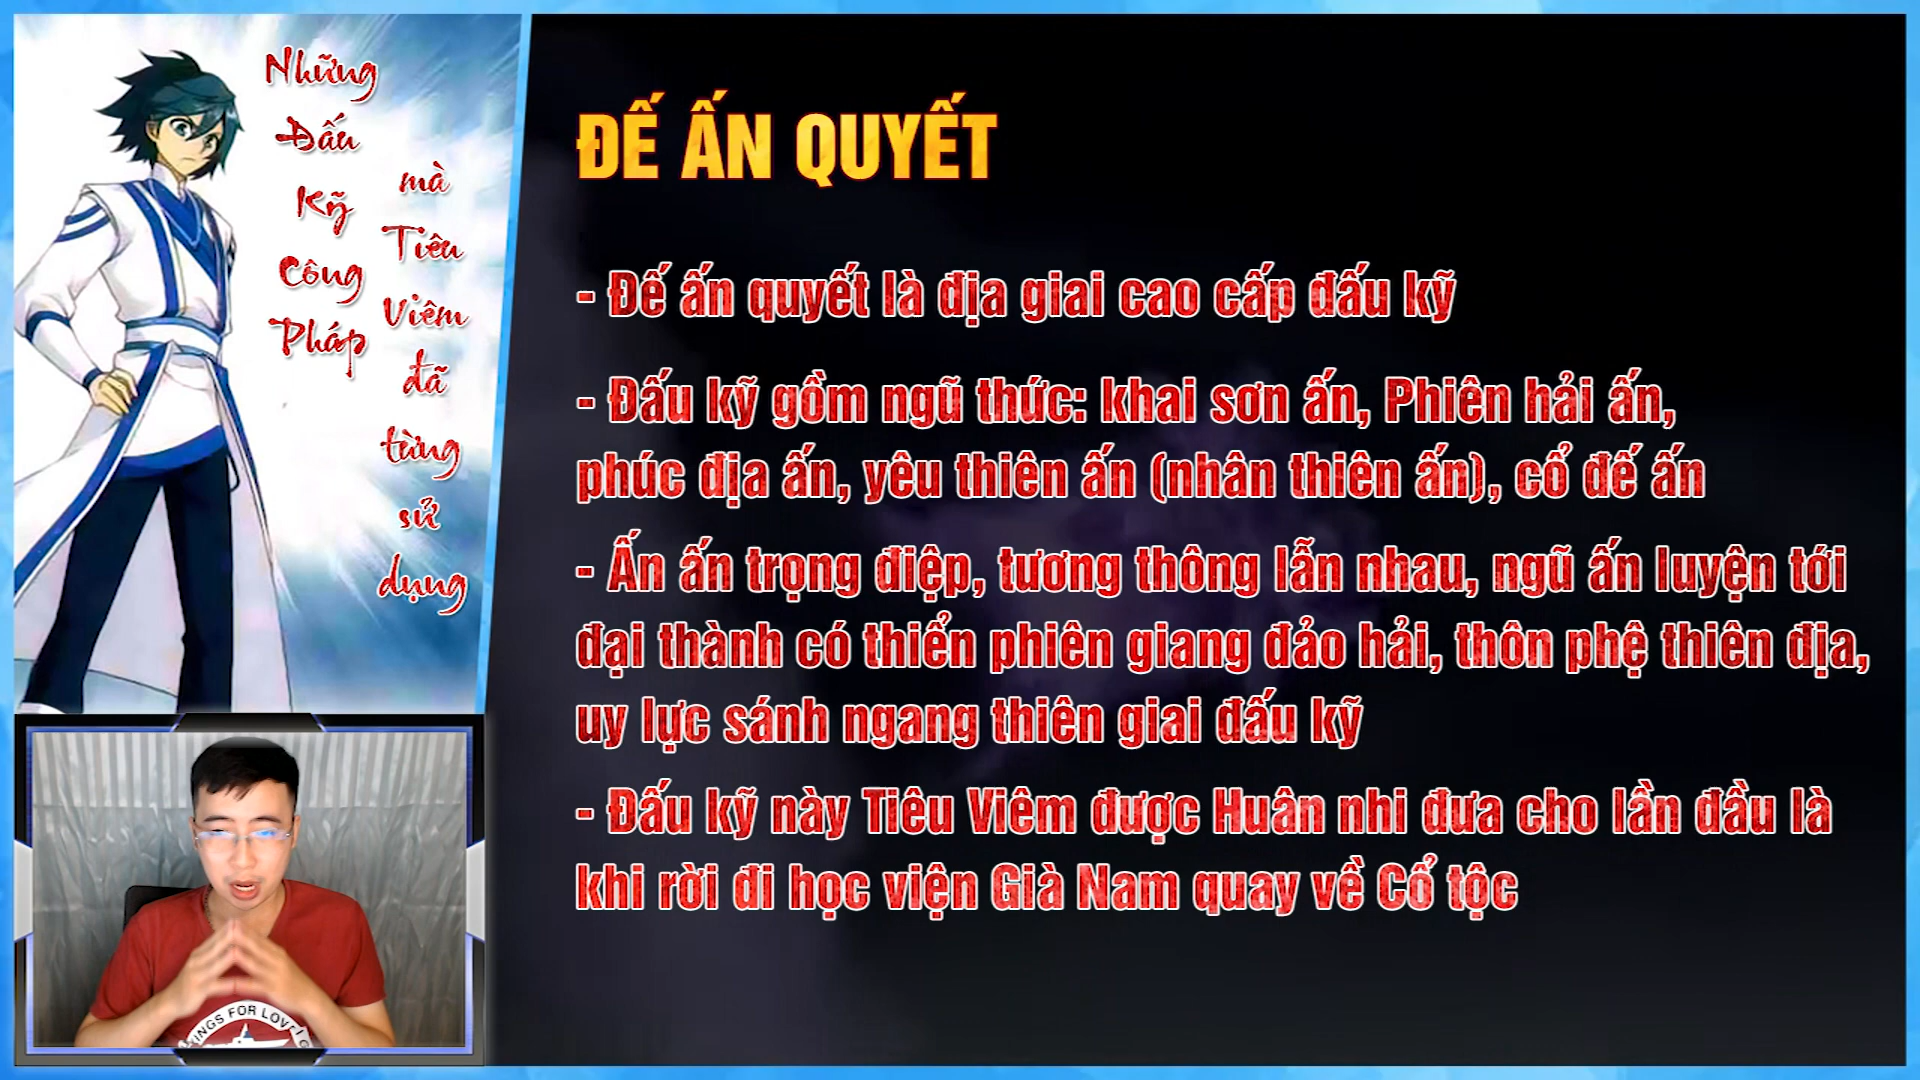 Những
Đấu
Kỹ
Công
Pháp
mà
Tiêu
Viêm
đã
từng
sử
dụng
ĐẾ ẤN QUYẾT
- Đế ấn quyết là địa giai cao cấp đấu kỹ
- Đấu kỹ gồm ngũ thức: khai sơn ấn, Phiên hải ấn,
phúc địa ấn, yêu thiên ấn (nhân thiên ấn), cổ đế ấn
- Ấn ấn trọng điệp, tương thông lẫn nhau, ngũ ấn luyện tới
đại thành có thiển phiên giang đảo hải, thôn phệ thiên địa,
uy lực sánh ngang thiên giai đấu kỹ
- Đấu kỹ này Tiêu Viêm được Huân nhi đưa cho lần đầu là
khi rời đi học viện Già Nam quay về Cổ tộc
INGS FOR LOV